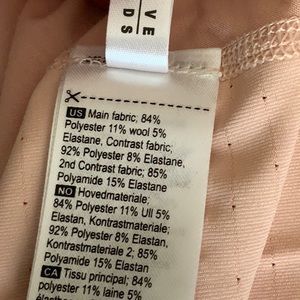 VE
DS
US Main fabric; 84%
Polyester 11% wool 5%
Elastane, Contrast fabric;
92% Polyester 8% Elastane,
2nd Contrast fabric; 85%
Polyamide 15% Elastane
NO Hovedmateriale;
84% Polyester 11% Ull 5%
Elastan, Kontrastmateriale;
92% Polyester 8% Elastan,
Kontrastmateriale 2; 85%
Polyamid 15% Elastan
CA Tissu principal; 84%
polyester 11% laine 5%